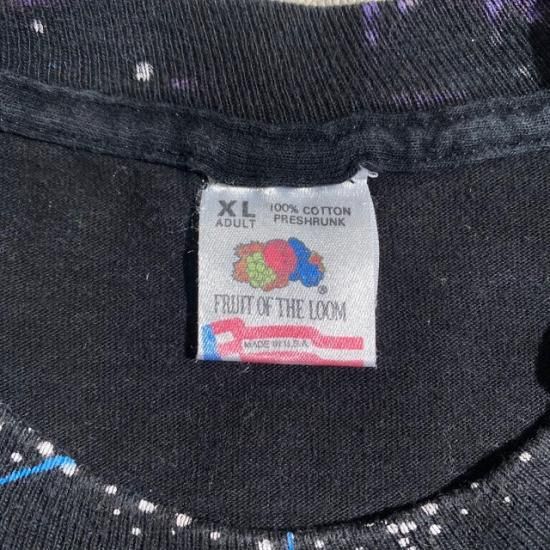 XL 100% COTTON
ADULT PRESHRUNK
®
FRUIT OF THE LOOM
MADE IN U.S.A.